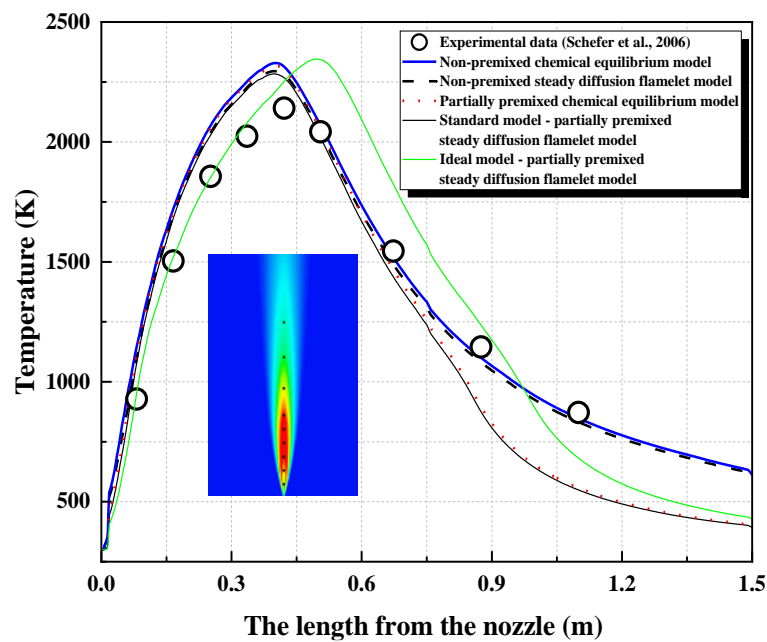 2500
2000
1500
1000
500
Temperature (K)
Experimental data (Schefer et al., 2006)
Non-premixed chemical equilibrium model
Non-premixed steady diffusion flamelet model
Partially premixed chemical equilibrium model
Standard model - partially premixed
steady diffusion flamelet model
Ideal model - partially premixed
steady diffusion flamelet model
0.0 0.3 0.6 0.9 1.2 1.5
The length from the nozzle (m)